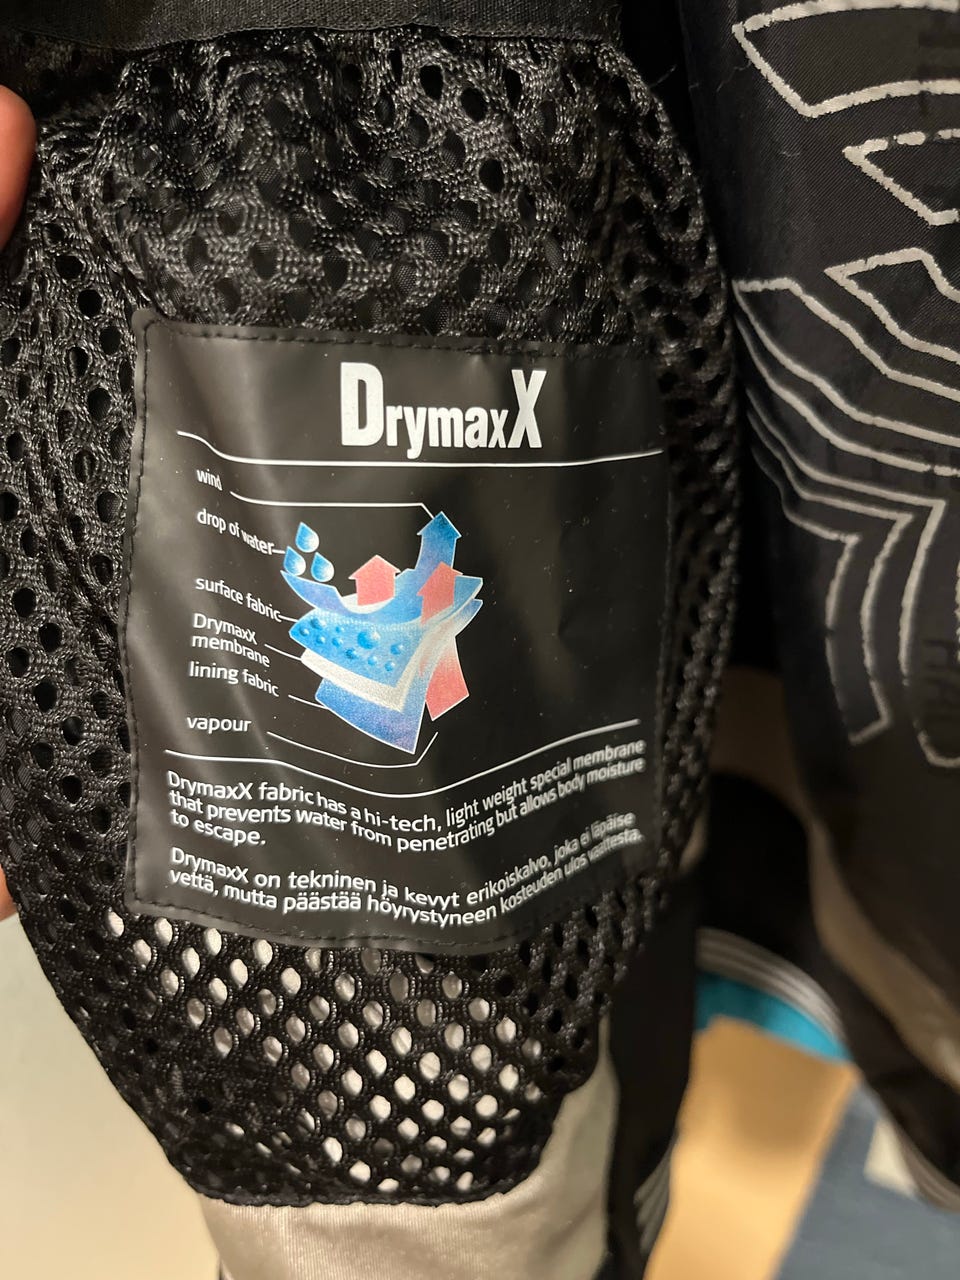 DrymaxX
wind
drop of water
surface fabric
DrymaxX
membrane
lining fabric
vapour
DrymaxX fabric has a hi-tech, light weight special membrane
that prevents water from penetrating but allows body moisture
to escape.
DrymaxX on tekninen ja kevyt erikoiskalvo, joka ei läpäise
vettä, mutta päästää höyrystyneen kosteuden ulos vaatteesta.